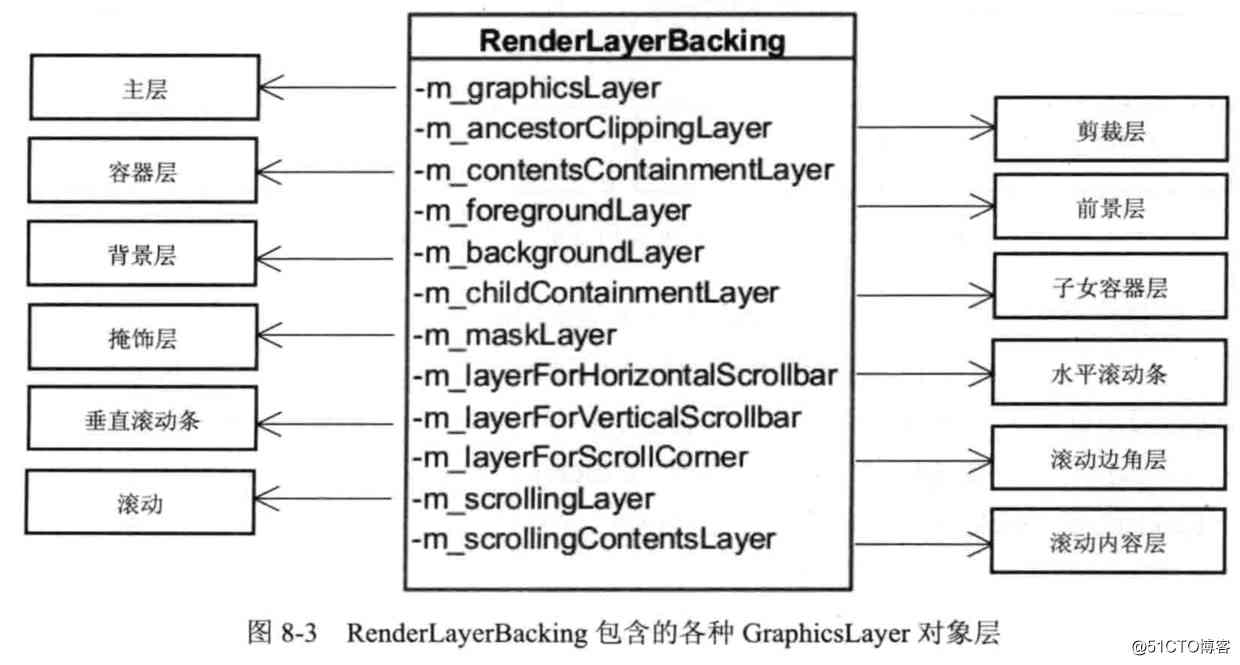 RenderLayerBacking
主层
-m_graphicsLayer
-m_ancestorClippingLayer
剪裁层
容器层
-m_contentsContainmentLayer
-m_foregroundLayer
前景层
背景层
-m_backgroundLayer
-m_childContainmentLayer
子女容器层
掩饰层
-m_maskLayer
-m_layerForHorizontalScrollbar
水平滚动条
垂直滚动条
-m_layerForVerticalScrollbar
-m_layerForScrollCorner
滚动边角层
滚动
-m_scrollingLayer
-m_scrollingContentsLayer
滚动内容层
图 8-3 RenderLayerBacking 包含的各种 GraphicsLayer 对象层
@51CTO博客